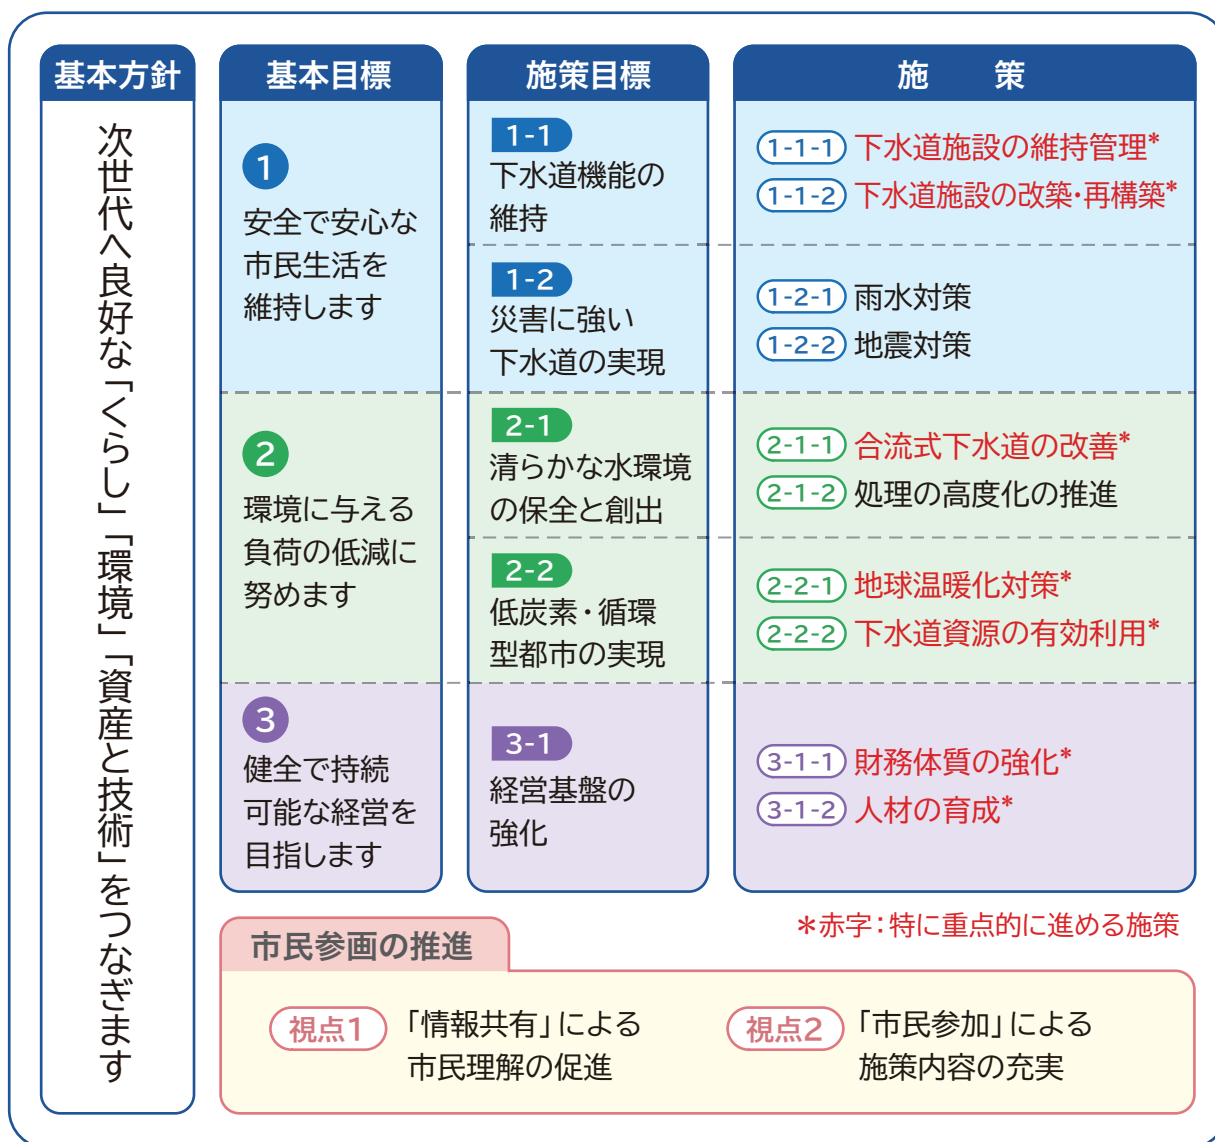 基本方針
次世代へ良好な「くらし」「環境」「資産と技術」をつなぎます
基本目標
1
安全で安心な
市民生活を
維持します
2
環境に与える
負荷の低減に
努めます
3
健全で持続
可能な経営を
目指します
施策目標
1-1
下水道機能の
維持
1-2
災害に強い
下水道の実現
2-1
清らかな水環境
の保全と創出
2-2
低炭素・循環
型都市の実現
3-1
経営基盤の
強化
施　策
1-1-1 下水道施設の維持管理*
1-1-2 下水道施設の改築・再構築*
1-2-1 雨水対策
1-2-2 地震対策
2-1-1 合流式下水道の改善*
2-1-2 処理の高度化の推進
2-2-1 地球温暖化対策*
2-2-2 下水道資源の有効利用*
3-1-1 財務体質の強化*
3-1-2 人材の育成*
*赤字：特に重点的に進める施策
市民参画の推進
視点1 「情報共有」による
市民理解の促進
視点2 「市民参加」による
施策内容の充実